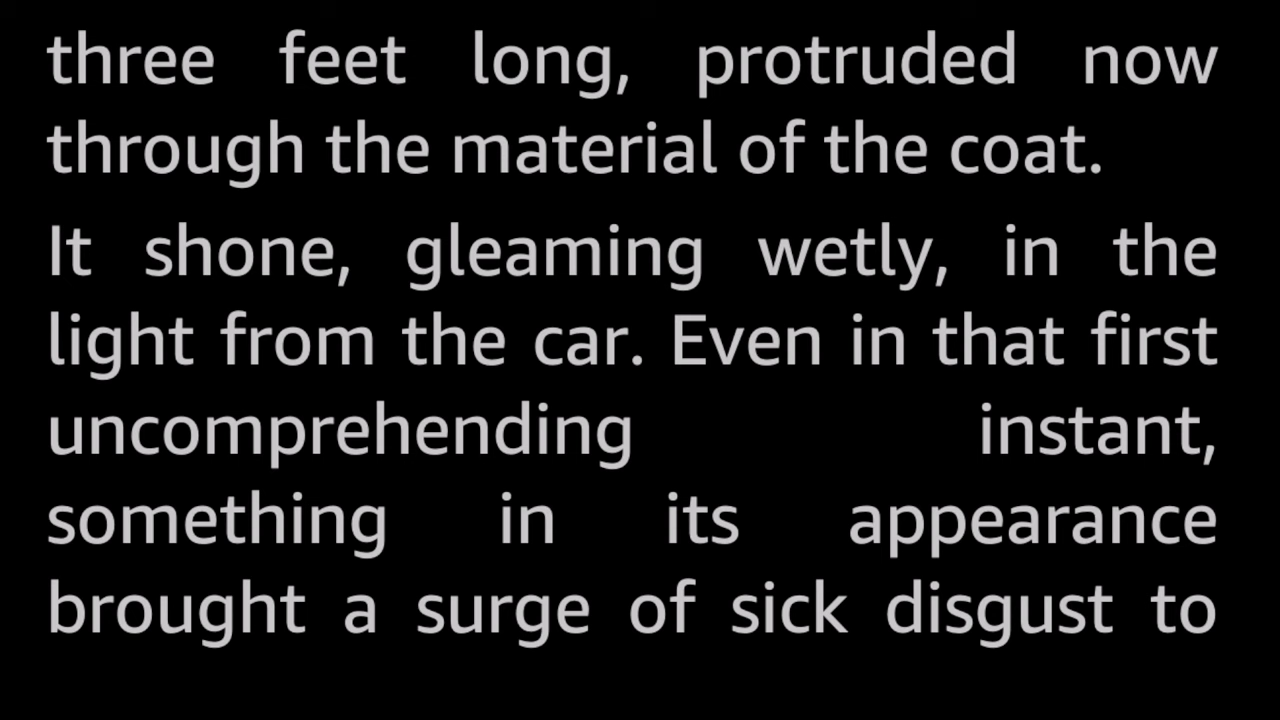 three feet long, protruded now
through the material of the coat.
It shone, gleaming wetly, in the
light from the car. Even in that first
uncomprehending instant,
something in its appearance
brought a surge of sick disgust to